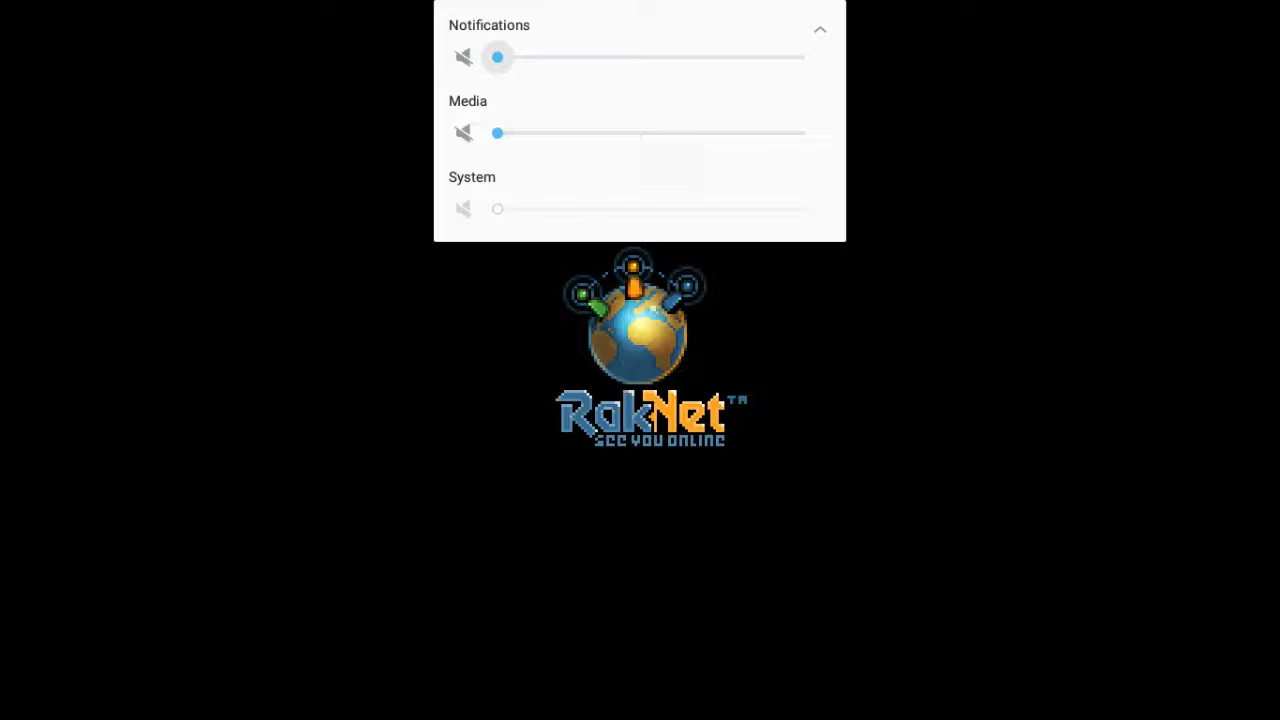 Notifications
Media
System
RakNet™
SEE YOU ONLINE